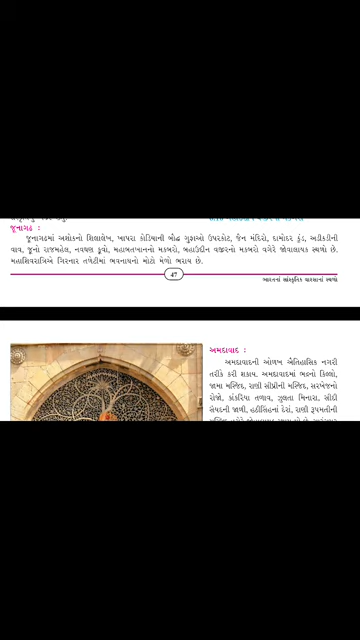 જૂનાગઢ :
જૂનાગઢમાં અશોકનો શિલાલેખ, ખાપરા કોડિયાની બૌદ્ધ ગુફાઓ ઉપરકોટ, જૈન મંદિરો, દામોદર કુંડ, અડીકડીની
વાવ, જૂનો રાજમહેલ, નવઘણ કૂવો, મહાબતખાનનો મકબરો, બહાઉદ્દીન વજીરનો મકબરો વગેરે જોવાલાયક સ્થળો છે.
મહાશિવરાત્રિએ ગિરનાર તળેટીમાં ભવનાથનો મોટો મેળો ભરાય છે.
47
ભારતનાં સાંસ્કૃતિક વારસાનાં સ્થળો
અમદાવાદ :
અમદાવાદની ઓળખ ઐતિહાસિક નગરી
તરીકે કરી શકાય. અમદાવાદમાં ભદ્રનો કિલ્લો,
જામા મસ્જિદ, રાણી સીપ્રીની મસ્જિદ, સરખેજનો
રોજો, કાંકરિયા તળાવ, ઝૂલતા મિનારા, સીદી
સૈયદની જાળી, હઠીસિંહનાં દેરાં, રાણી રૂપમતીની